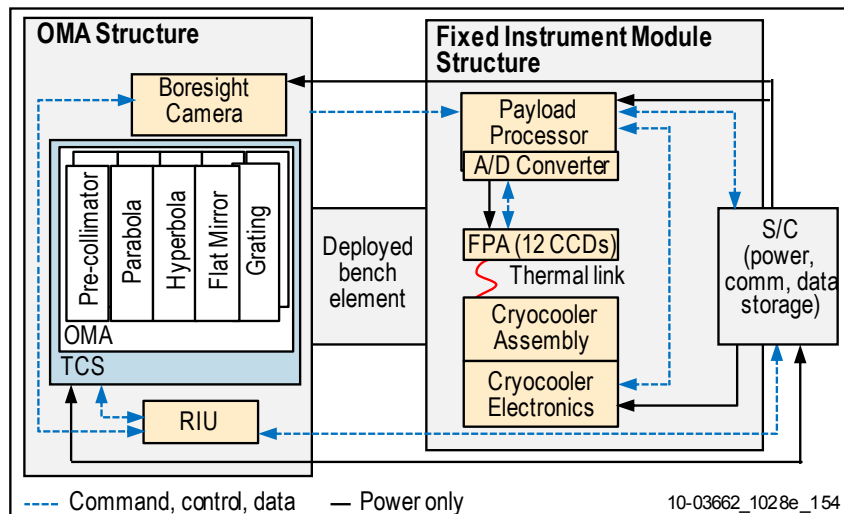 OMA Structure
Boresight
Camera
Pre-collimator
Parabola
Hyperbola
Flat Mirror
Grating
OMA
TCS
RIU
Deployed
bench
element
Fixed Instrument Module
Structure
Payload
Processor
A/D Converter
FPA (12 CCDs)
Thermal link
Cryocooler
Assembly
Cryocooler
Electronics
S/C
(power,
comm, data
storage)
Command, control, data
Power only
10-03662_1028e_154